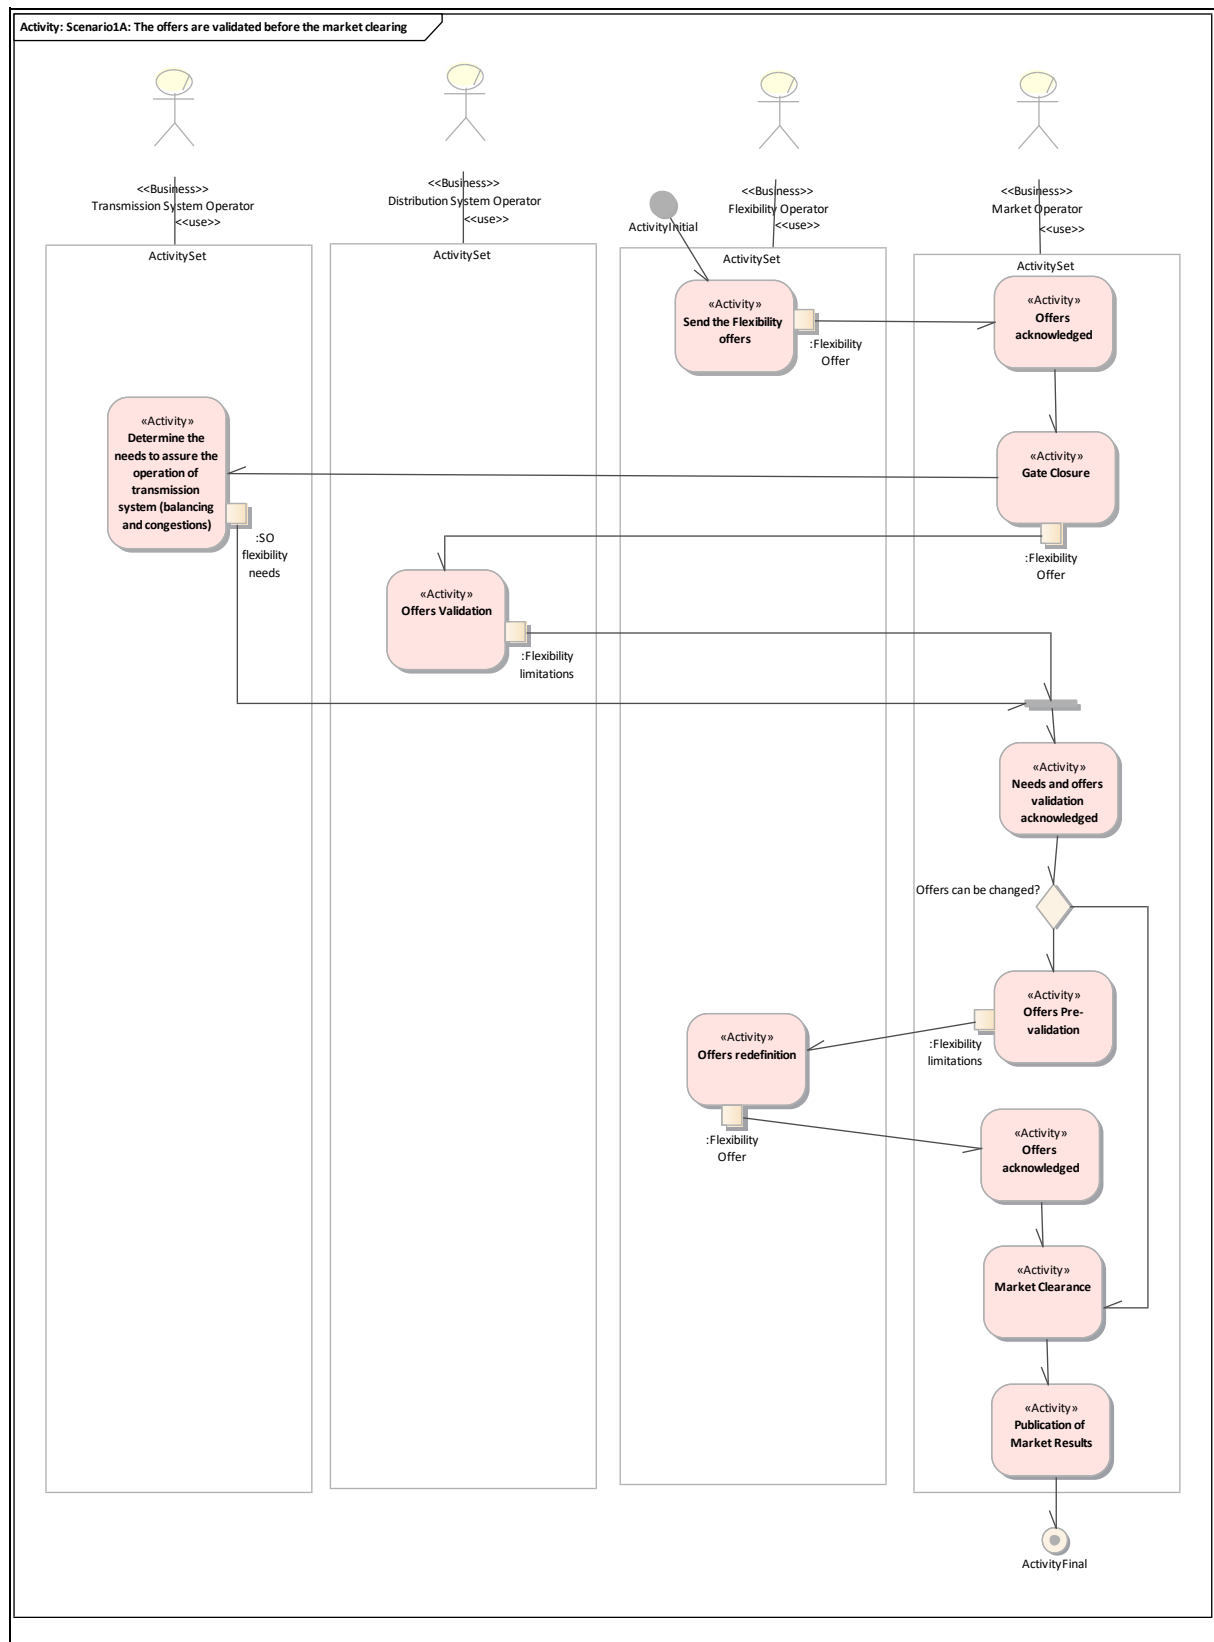 Activity: Scenario1A: The offers are validated before the market clearing
<<Business>>
Transmission System Operator
<<use>>
<<Business>>
Distribution System Operator
<<use>>
<<Business>>
Flexibility Operator
<<use>>
<<Business>>
Market Operator
<<use>>
ActivityInitial
ActivitySet
ActivitySet
ActivitySet
ActivitySet
«Activity»
Send the Flexibility
offers
:Flexibility
Offer
«Activity»
Offers
acknowledged
«Activity»
Determine the
needs to assure the
operation of
transmission
system (balancing
and congestions)
:SO
flexibility
needs
«Activity»
Gate Closure
:Flexibility
Offer
«Activity»
Offers Validation
:Flexibility
limitations
«Activity»
Needs and offers
validation
acknowledged
Offers can be changed?
«Activity»
Offers Pre-
validation
:Flexibility
limitations
«Activity»
Offers redefinition
:Flexibility
Offer
«Activity»
Offers
acknowledged
«Activity»
Market Clearance
«Activity»
Publication of
Market Results
ActivityFinal